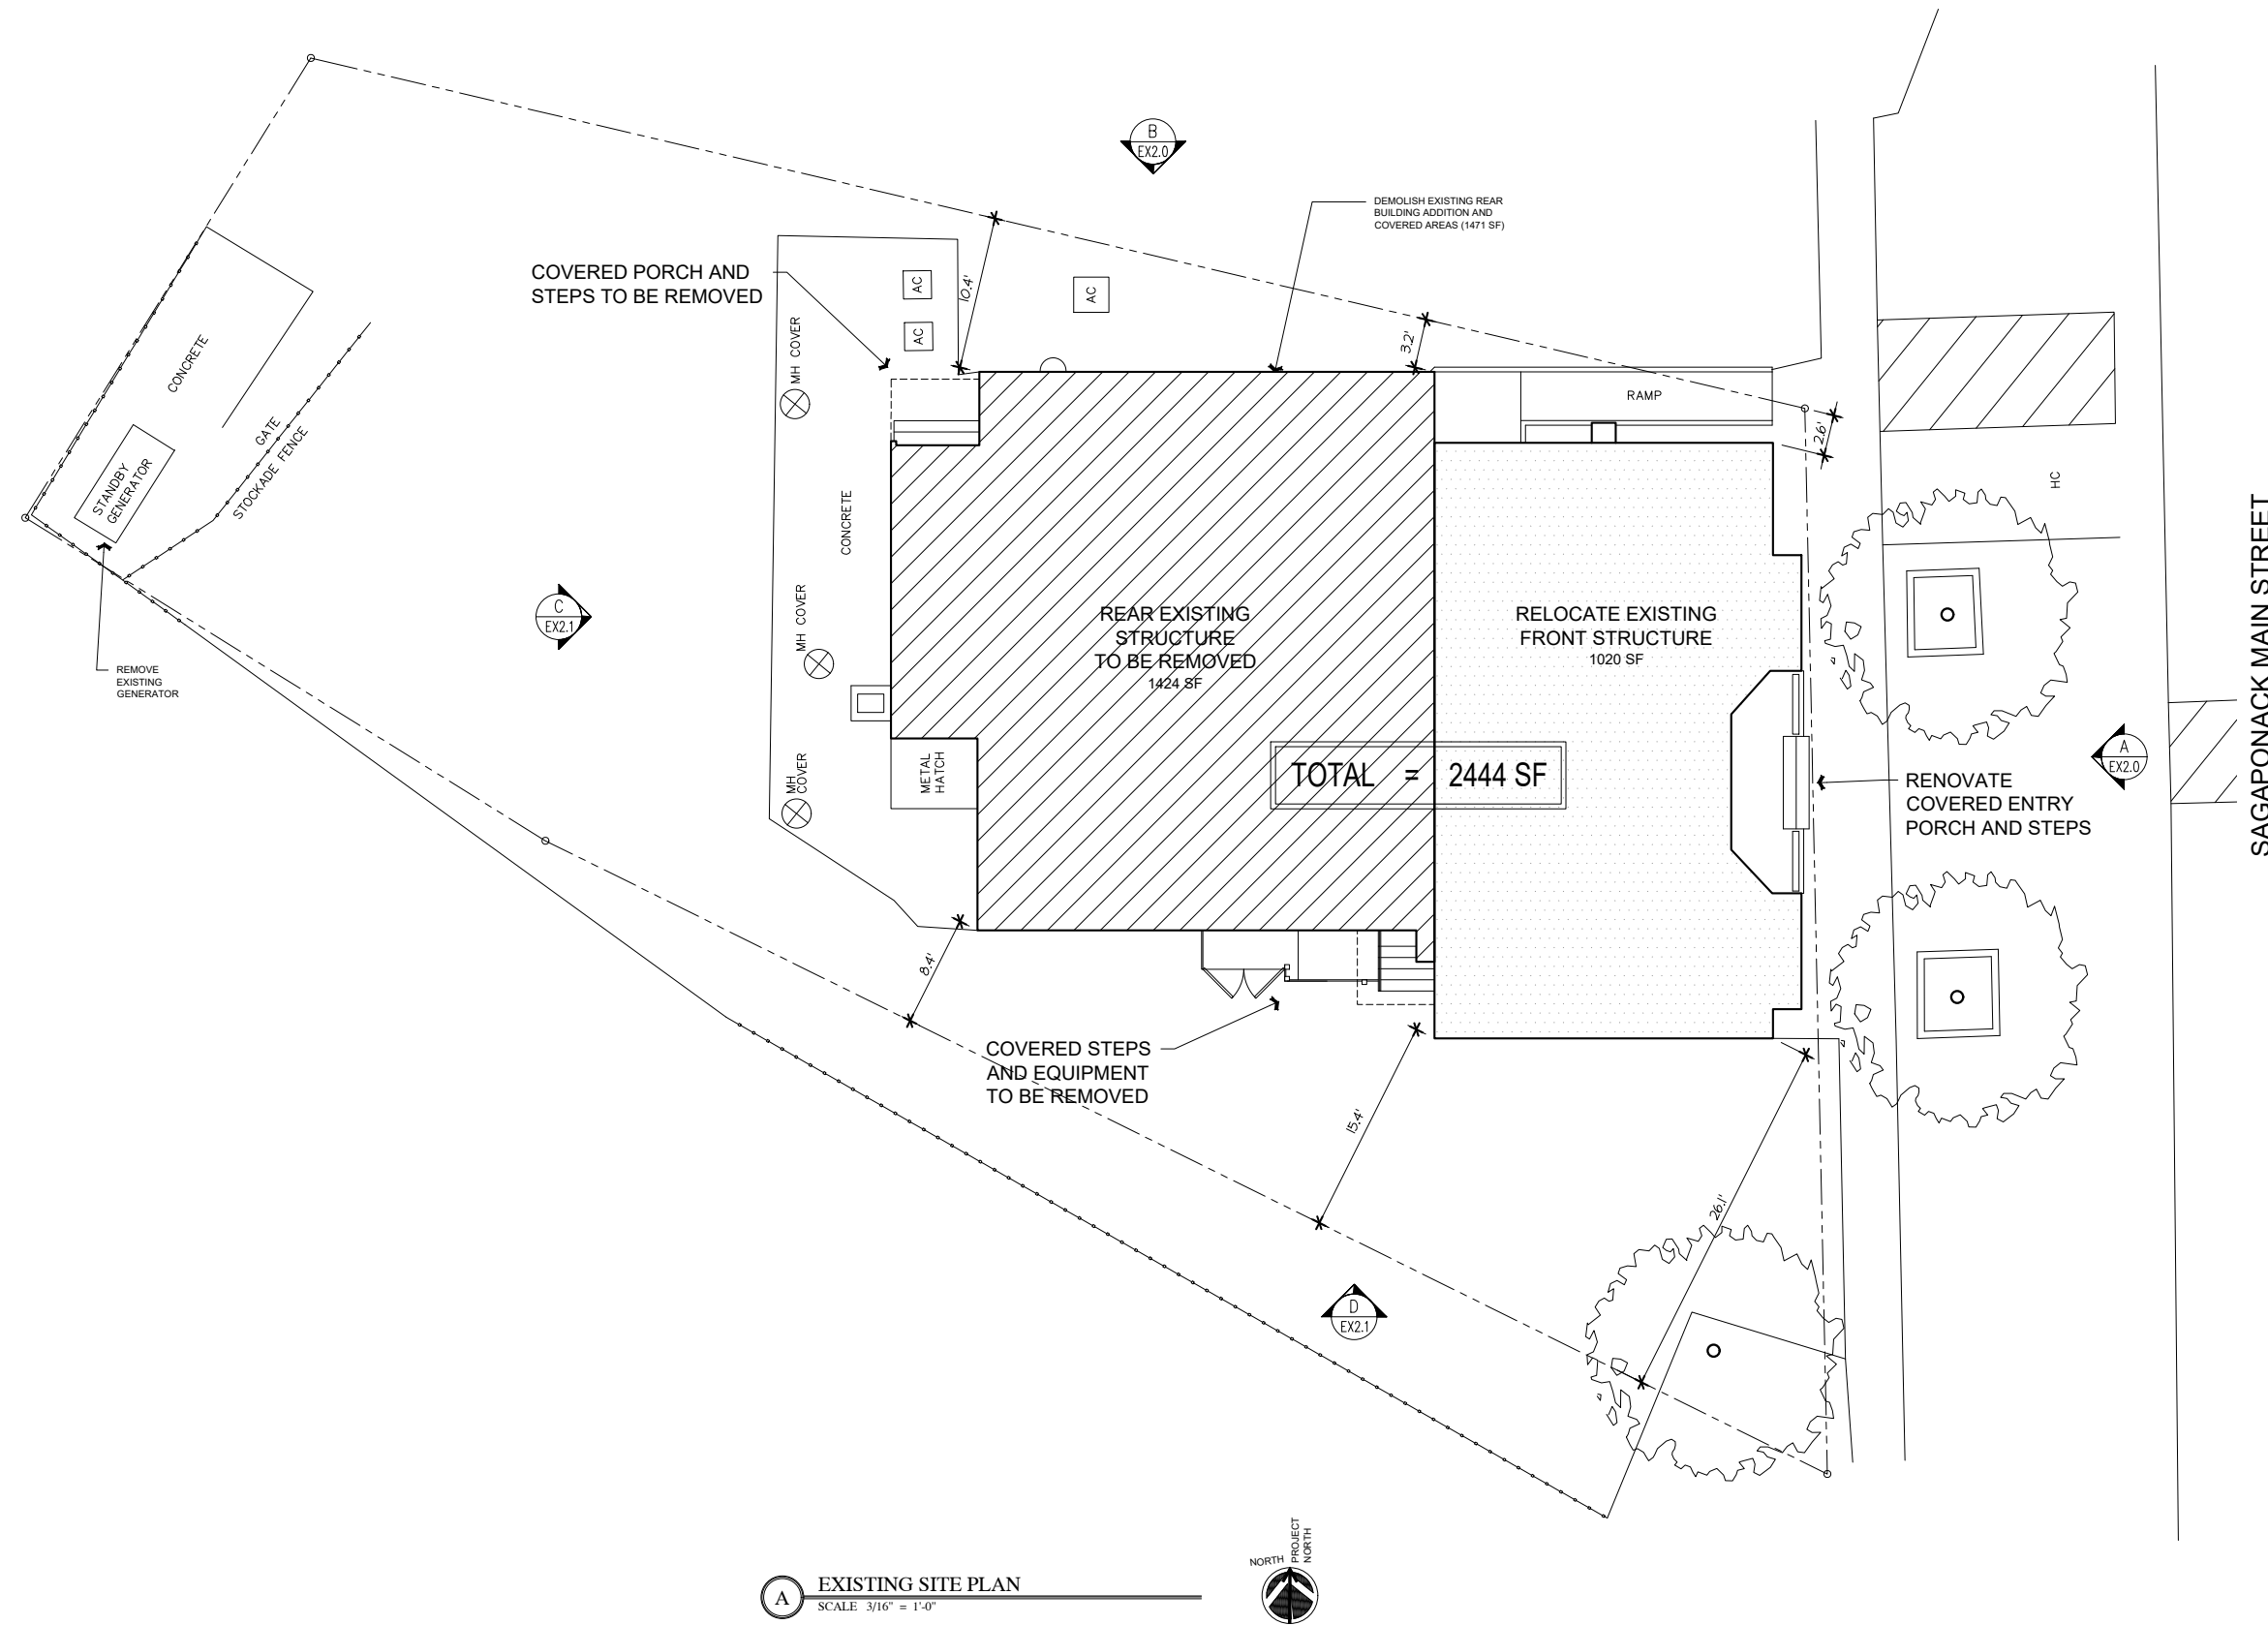 B
EX2.0
DEMOLISH EXISTING REAR
BUILDING ADDITION AND
COVERED AREAS (1471 SF)
COVERED PORCH AND
STEPS TO BE REMOVED
AC
AC
AC
10.4'
3.2'
MH COVER
CONCRETE
RAMP
2.6'
GATE
STOCKADE FENCE
STANDBY
GENERATOR
HC
CONCRETE
SAGAPONACK MAIN STREET
C
EX2.1
MH COVER
REAR EXISTING
STRUCTURE
TO BE REMOVED
1424 SF
RELOCATE EXISTING
FRONT STRUCTURE
1020 SF
REMOVE
EXISTING
GENERATOR
MH
COVER
METAL
HATCH
TOTAL = 2444 SF
A
EX2.0
RENOVATE
COVERED ENTRY
PORCH AND STEPS
8.4'
COVERED STEPS
AND EQUIPMENT
TO BE REMOVED
15.4'
26.1'
D
EX2.1
NORTH
PROJECT
NORTH
A
EXISTING SITE PLAN
SCALE 3/16" = 1'-0"